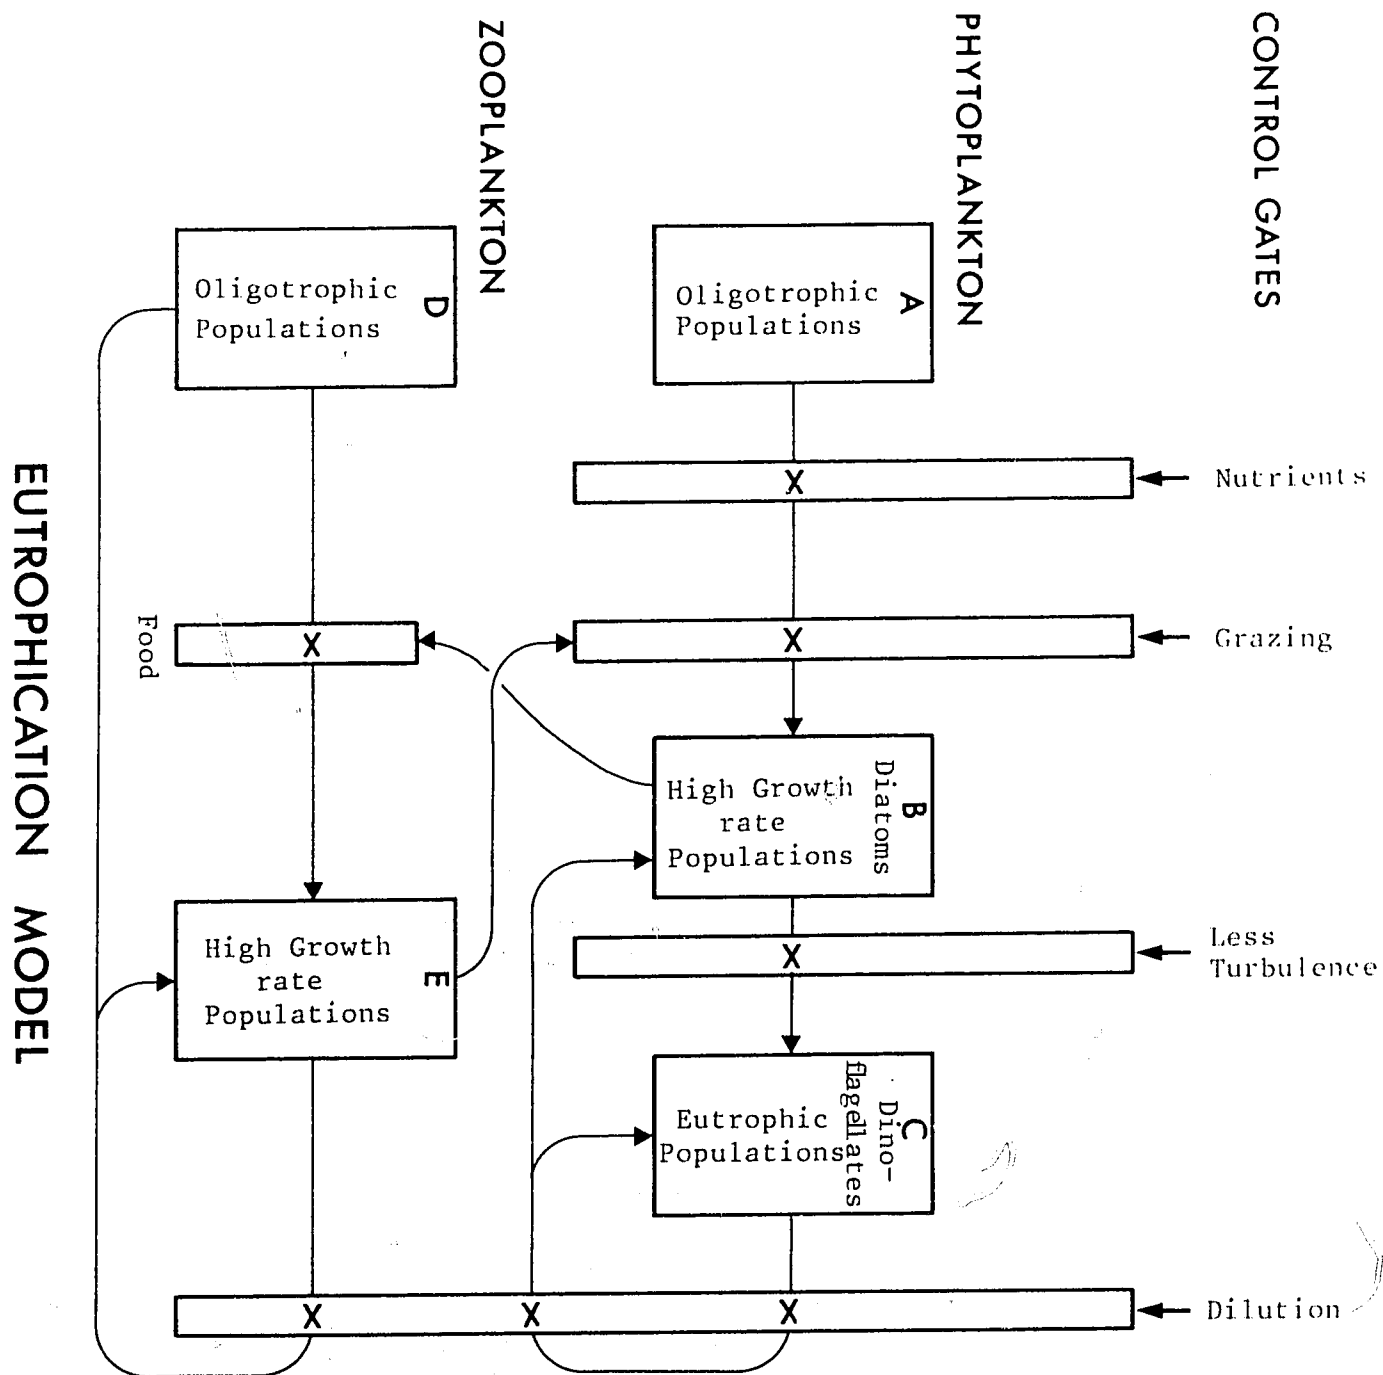 CONTROL GATES
PHYTOPLANKTON
ZOOPLANKTON
D
Oligotrophic
Populations
A
Oligotrophic
Populations
X
Nutrients
Food
X
X
Grazing
B
Diatoms
High Growth
rate
Populations
E
High Growth
rate
Populations
X
Less
Turbulence
C
Dino-
flagellates
Eutrophic
Populations
X
X
X
Dilution
EUTROPHICATION MODEL